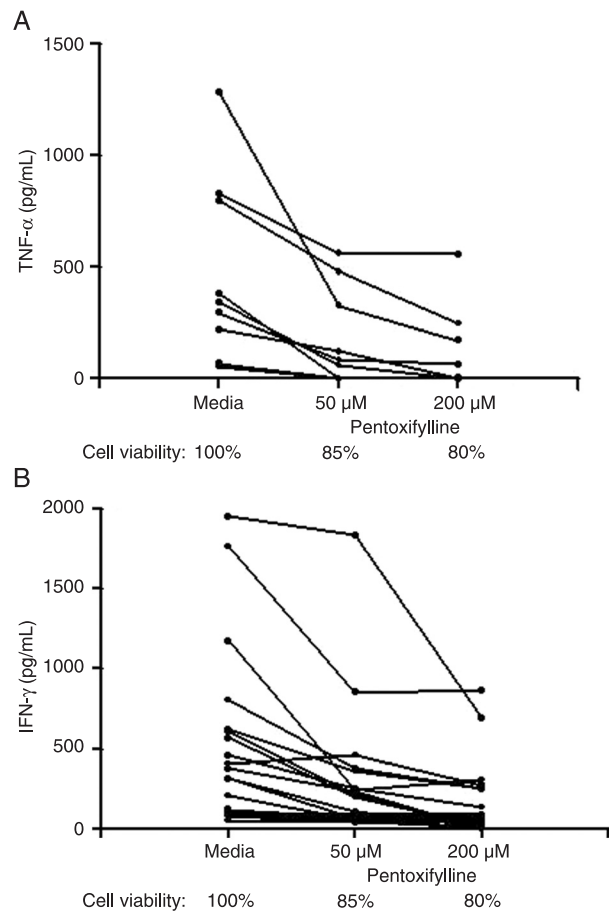 A
1500
1000
500
0
TNF-α (pg/mL)
Media 50 µM 200 µM
Pentoxifylline
Cell viability: 100% 85% 80%
B
2000
1500
1000
500
0
IFN-γ (pg/mL)
Media 50 µM 200 µM
Pentoxifylline
Cell viability: 100% 85% 80%